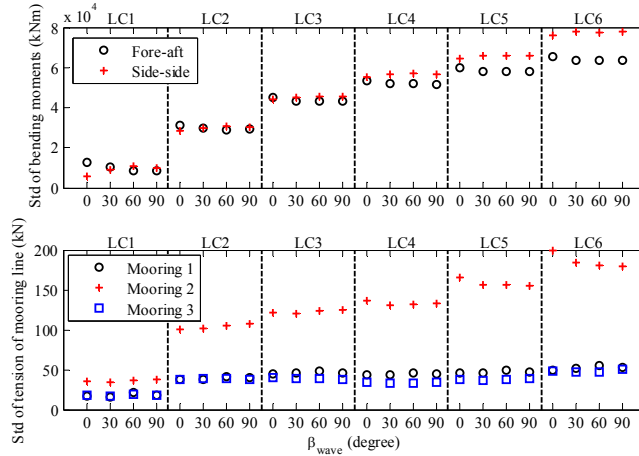 x 10⁴
LC1 LC2 LC3 LC4 LC5 LC6
Std of bending moments (kNm)
8
6
4
2
0
Fore-aft
Side-side
0 30 60 90 0 30 60 90 0 30 60 90 0 30 60 90 0 30 60 90 0 30 60 90
LC1 LC2 LC3 LC4 LC5 LC6
Std of tension of mooring line (kN)
200
150
100
50
0
Mooring 1
Mooring 2
Mooring 3
0 30 60 90 0 30 60 90 0 30 60 90 0 30 60 90 0 30 60 90 0 30 60 90
βwave (degree)